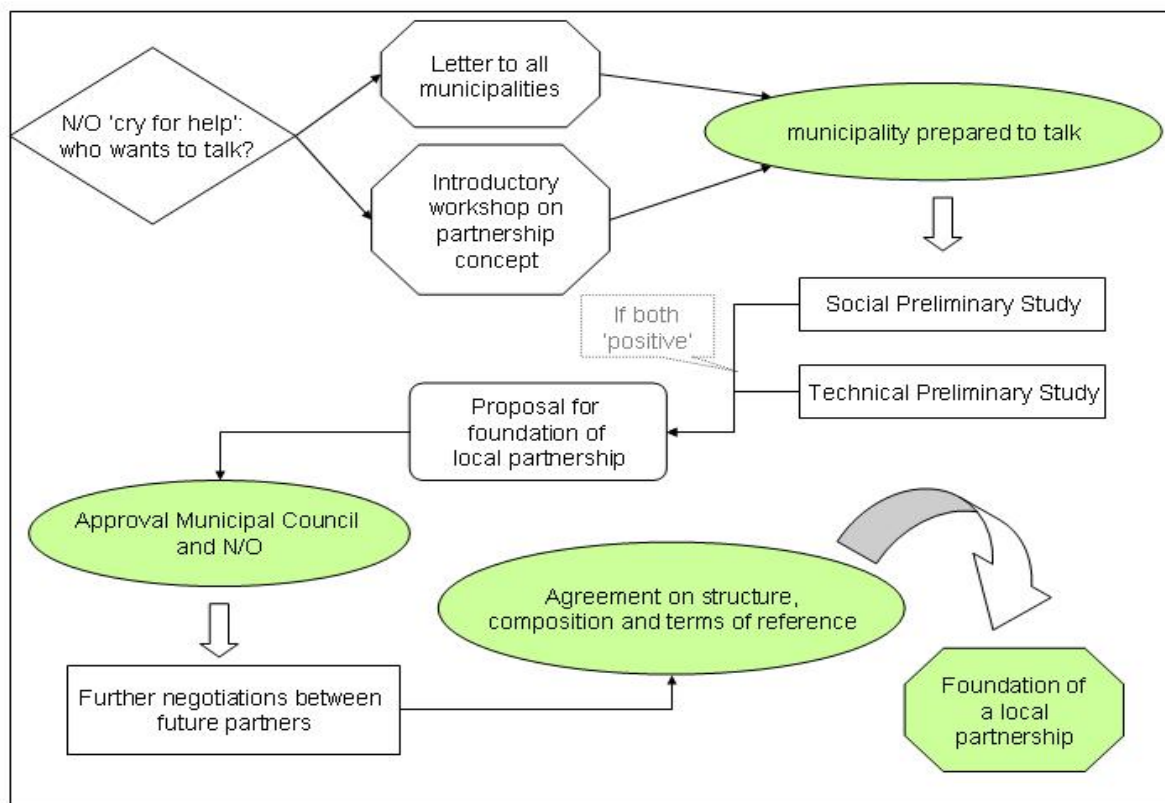 N/O 'cry for help':
who wants to talk?
Letter to all
municipalities
Introductory
workshop on
partnership
concept
municipality prepared to talk
Social Preliminary Study
If both
'positive'
Technical Preliminary Study
Proposal for
foundation of
local partnership
Approval Municipal Council
and N/O
Agreement on structure,
composition and terms of reference
Further negotiations between
future partners
Foundation of
a local
partnership